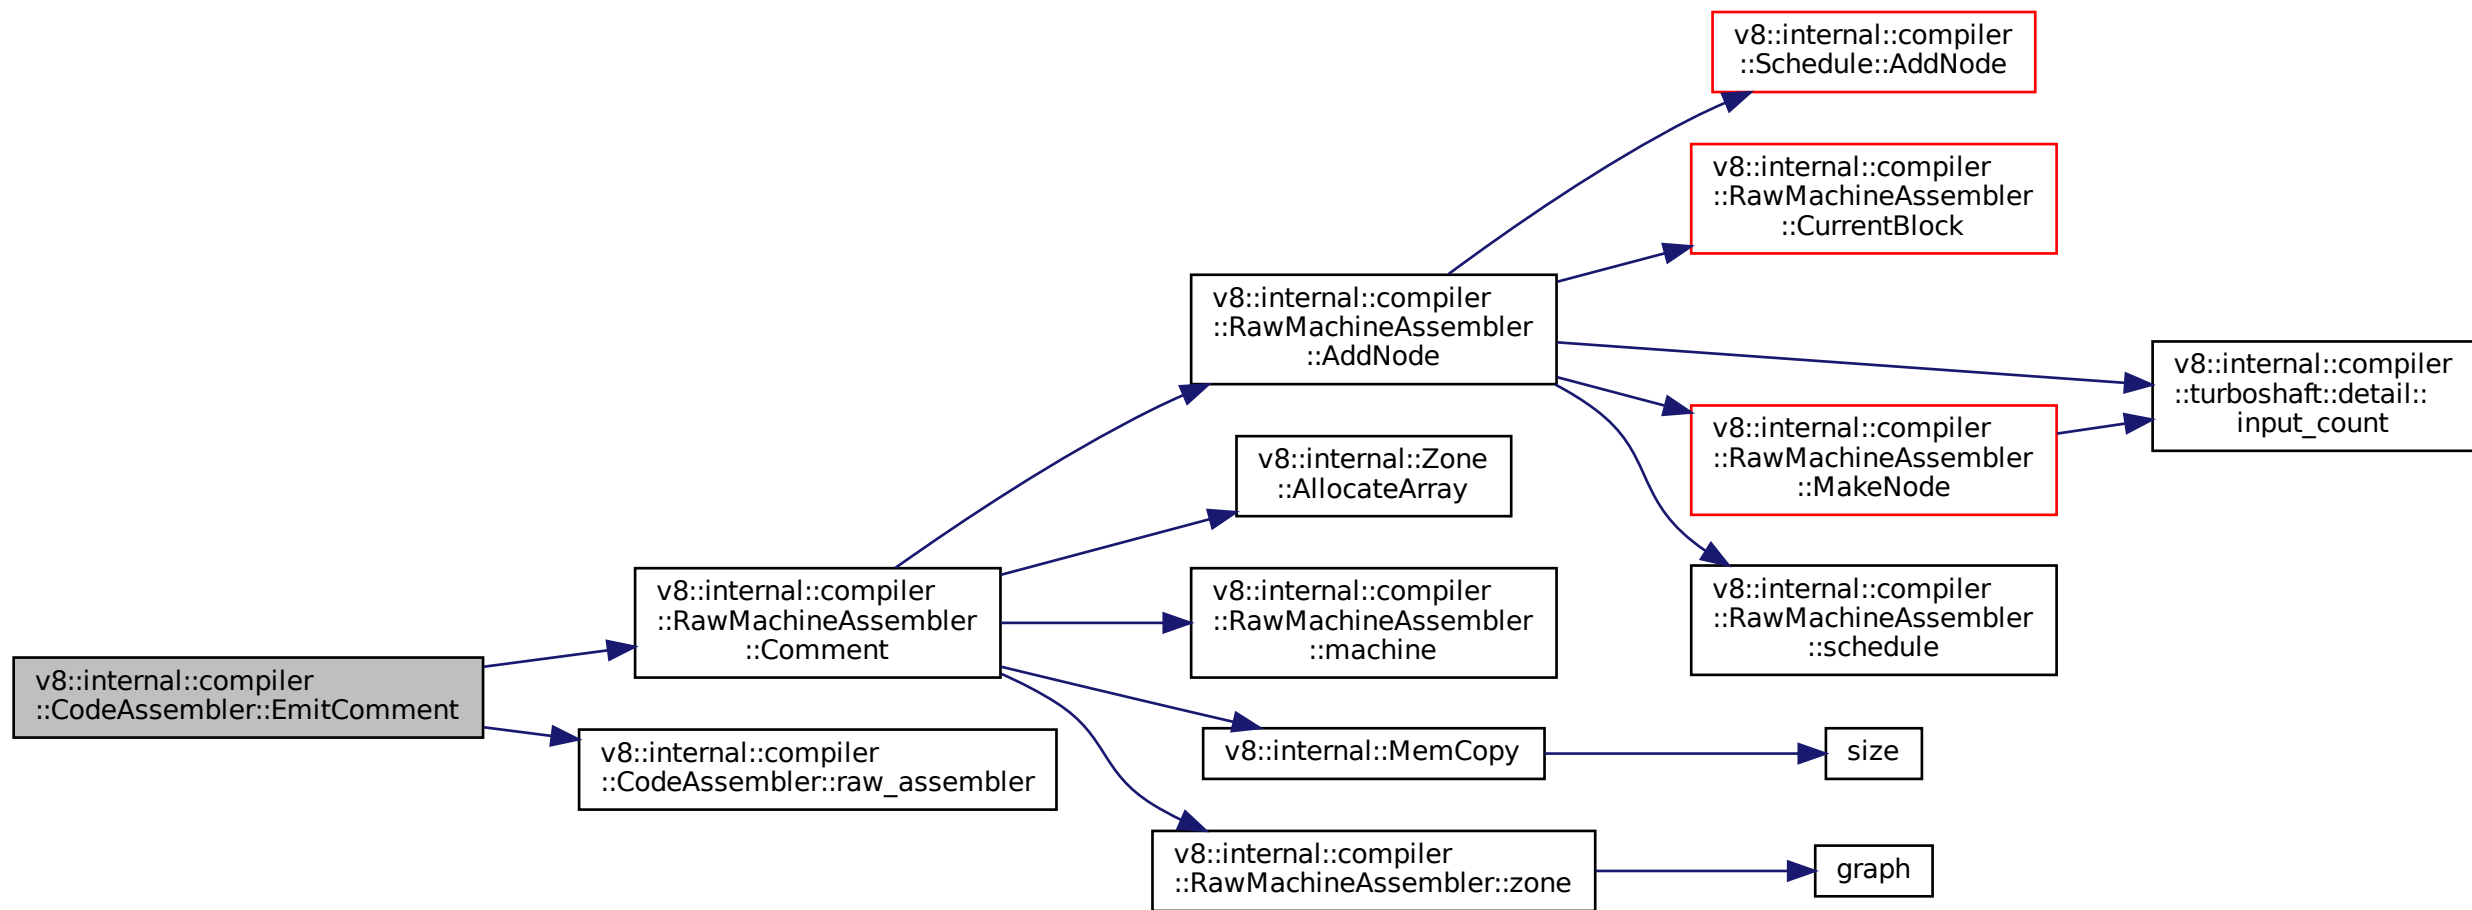 v8::internal::compiler
::CodeAssembler::EmitComment
v8::internal::compiler
::RawMachineAssembler
::Comment
v8::internal::compiler
::CodeAssembler::raw_assembler
v8::internal::compiler
::RawMachineAssembler
::AddNode
v8::internal::Zone
::AllocateArray
v8::internal::compiler
::RawMachineAssembler
::machine
v8::internal::MemCopy
v8::internal::compiler
::RawMachineAssembler::zone
v8::internal::compiler
::Schedule::AddNode
v8::internal::compiler
::RawMachineAssembler
::CurrentBlock
v8::internal::compiler
::RawMachineAssembler
::MakeNode
v8::internal::compiler
::RawMachineAssembler
::schedule
size
graph
v8::internal::compiler
::turboshaft::detail::
input_count